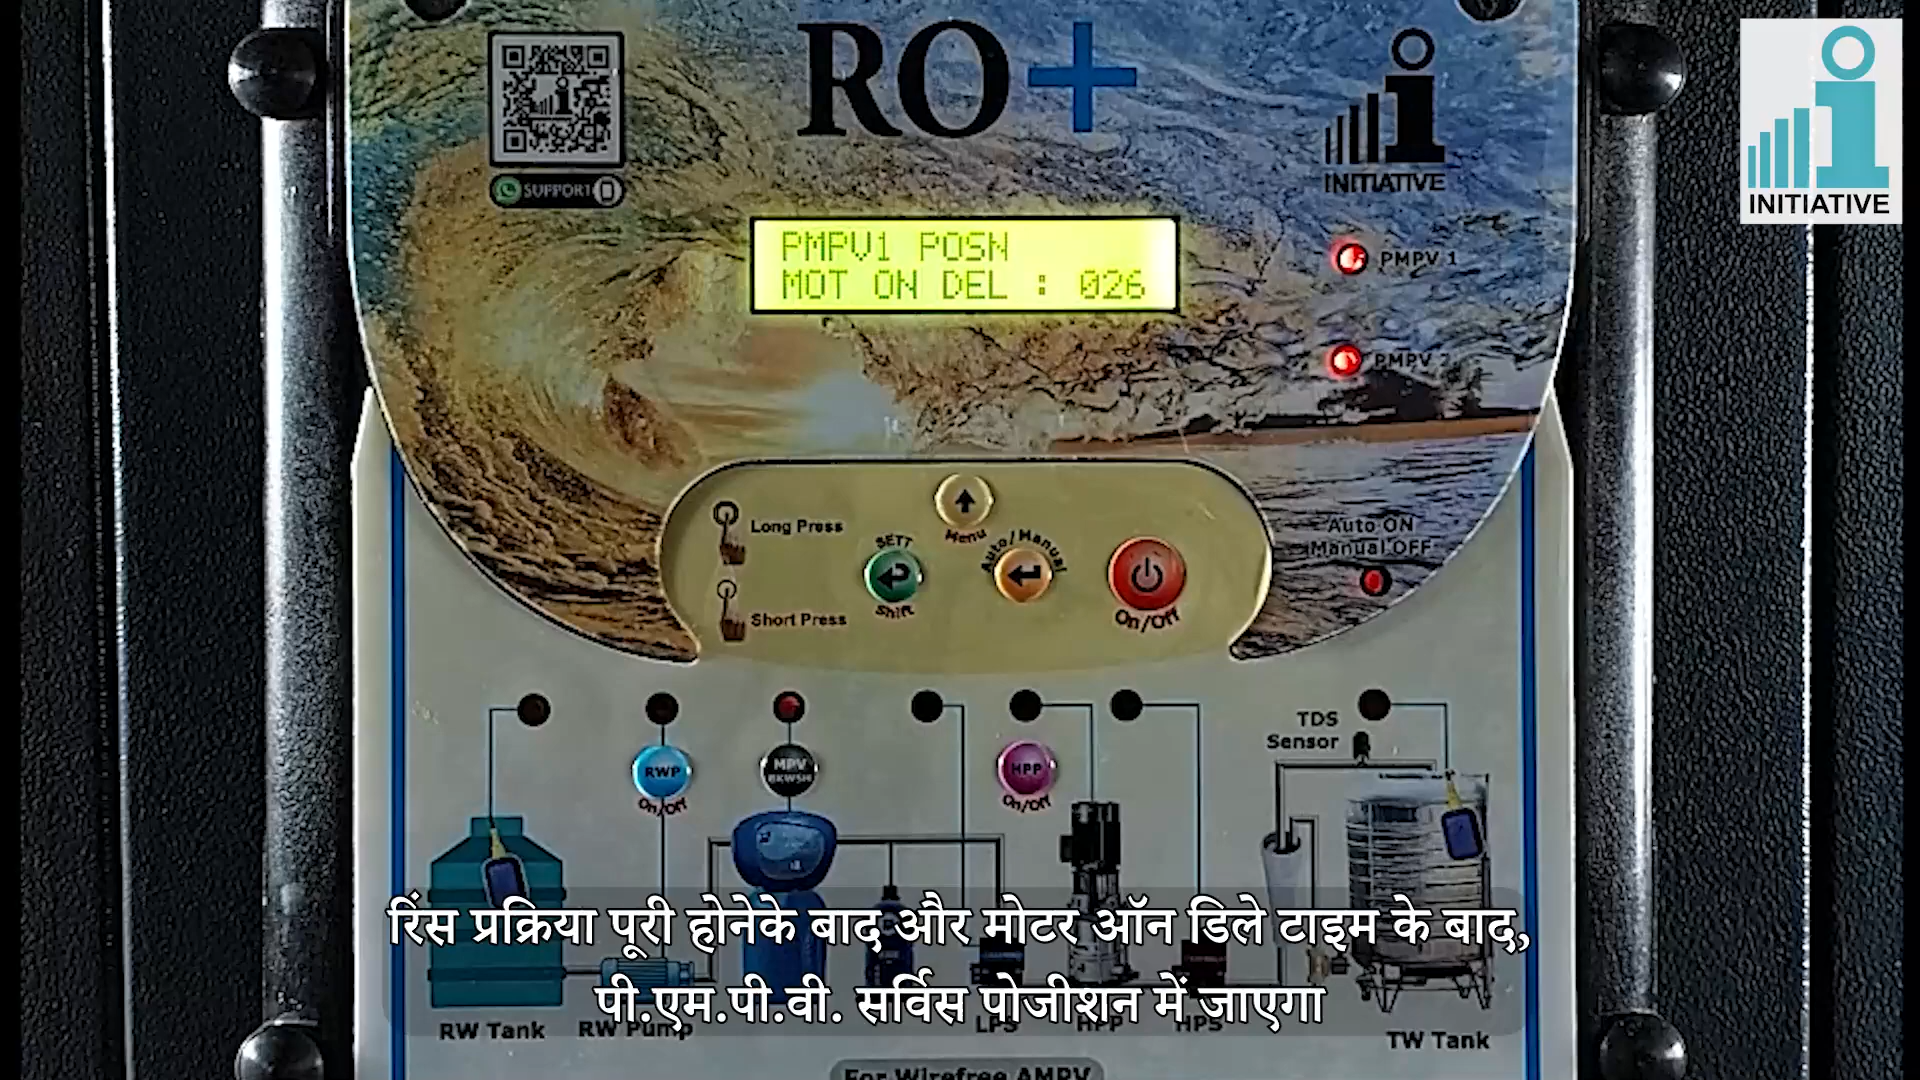 RO+
INITIATIVE
INITIATIVE
SUPPORT
PMPV1 POSN
MOT ON DEL : 026
PMPV 1
PMPV 2
Long Press
Short Press
SETT
Shift
Menu
Auto/Manual
On/Off
Auto ON
Manual OFF
RWP
On/Off
MPV
BKWSH
HPP
On/Off
TDS
Sensor
रिंस प्रक्रिया पूरी होनेके बाद और मोटर ऑन डिले टाइम के बाद,
पी.एम.पी.वी. सर्विस पोजीशन में जाएगा
RW Tank
RW Pump
LPS
HPP
HPS
TW Tank
For Wirefree AMPV